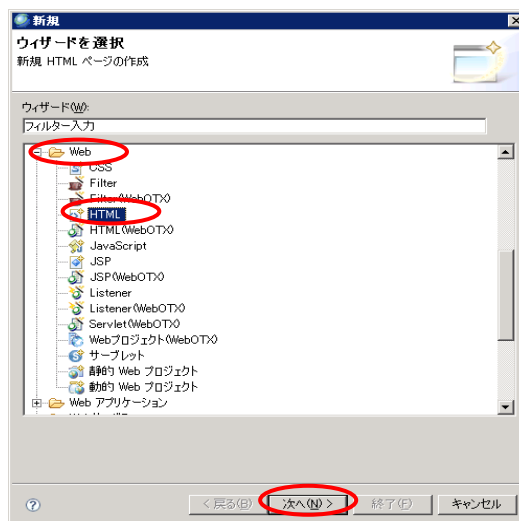 新規
ウィザードを選択
新規 HTML ページの作成
ウィザード(W):
フィルター入力
Web
CSS
Filter
Filter(WebOTX)
HTML
HTML(WebOTX)
JavaScript
JSP
JSP(WebOTX)
Listener
Listener(WebOTX)
Servlet(WebOTX)
Webプロジェクト(WebOTX)
サーブレット
静的 Web プロジェクト
動的 Web プロジェクト
Web アプリケーション
?
< 戻る(B) 次へ(N) > 終了(F) キャンセル